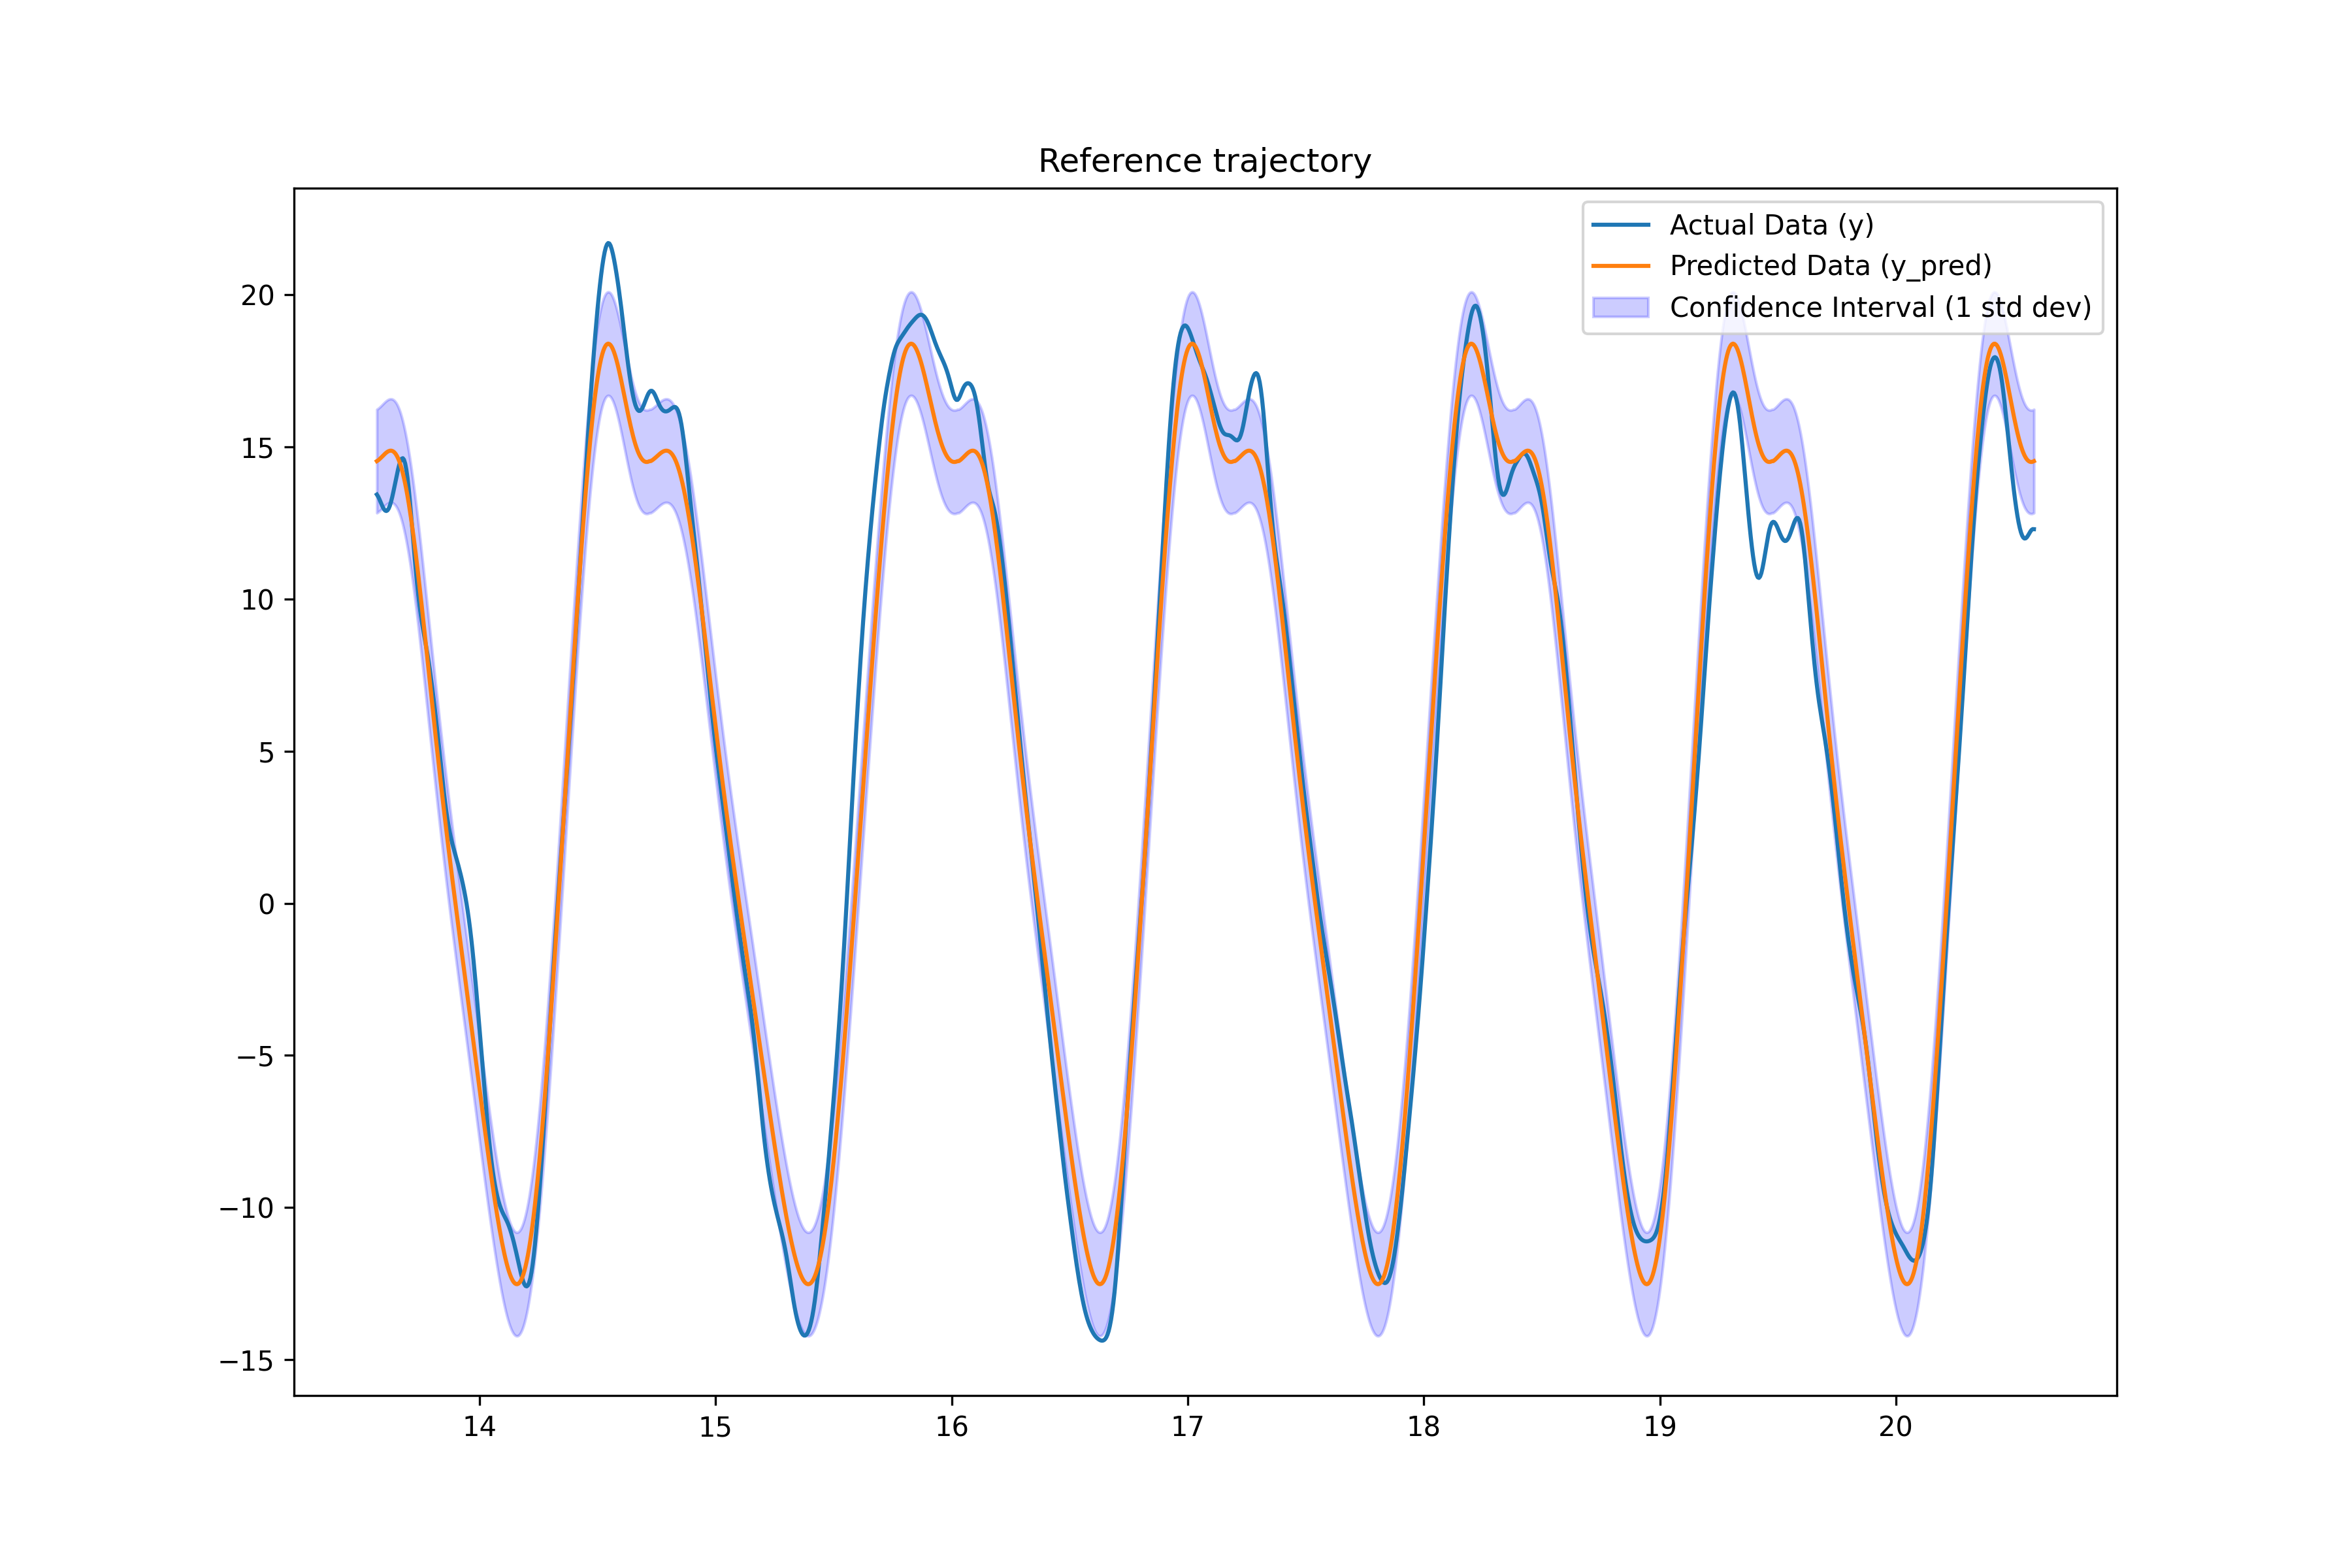 Reference trajectory
Actual Data (y)
Predicted Data (y_pred)
Confidence Interval (1 std dev)
20
15
10
5
0
−5
−10
−15
14 15 16 17 18 19 20